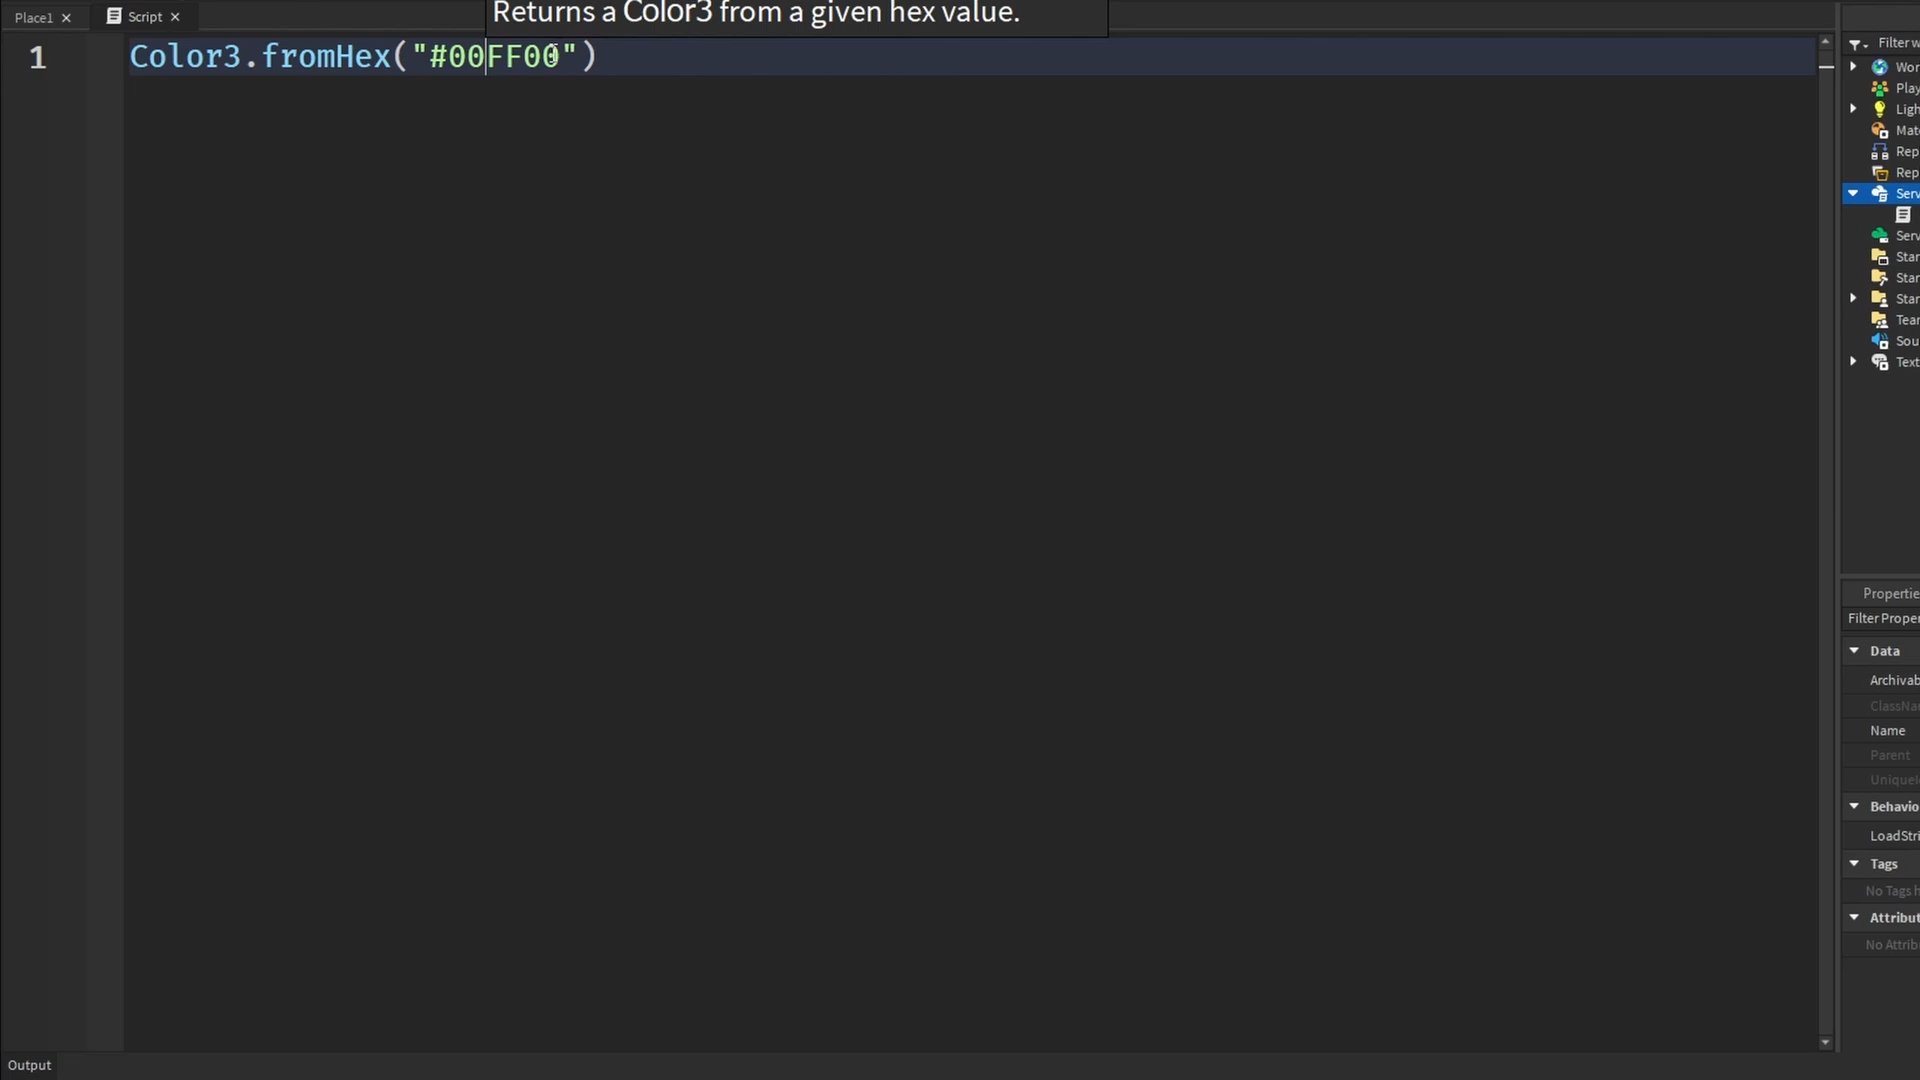 Place1
Script
Returns a Color3 from a given hex value.
1
Color3.fromHex("#00FF00")
Filter w
Wor
Play
Ligh
Mate
Rep
Rep
Serv
Serv
Star
Star
Star
Tear
Sou
Text
Propertie
Filter Proper
Data
Archivab
ClassNa
Name
Parent
UniqueI
Behavio
LoadStri
Tags
No Tags h
Attribut
No Attrib
Output